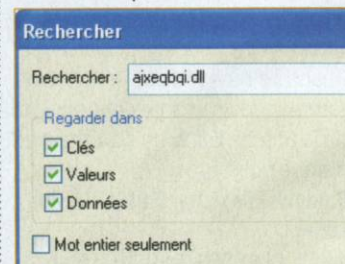 Rechercher
Rechercher : ajxeqbqi.dll
Regarder dans
Clés
Valeurs
Données
Mot entier seulement